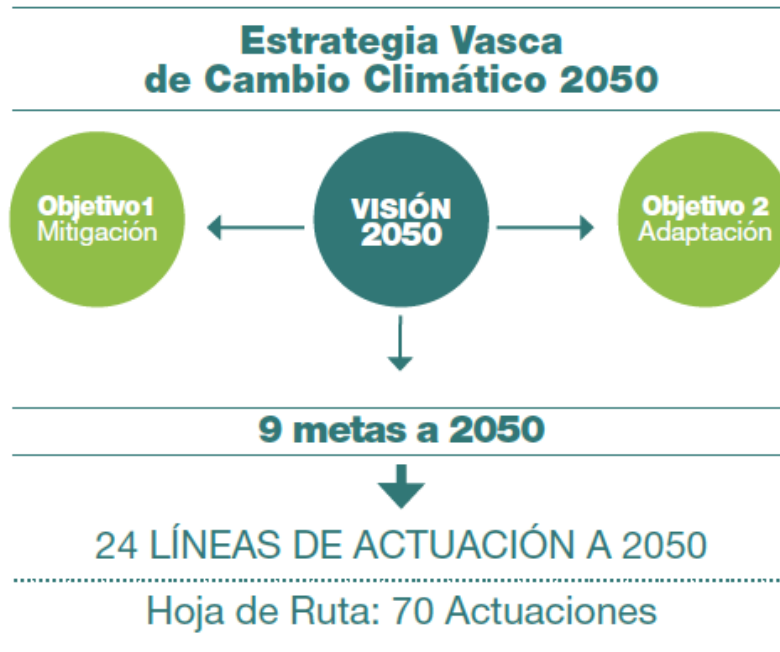 Estrategia Vasca
de Cambio Climático 2050
Objetivo1
Mitigación
VISIÓN
2050
Objetivo 2
Adaptación
9 metas a 2050
24 LÍNEAS DE ACTUACIÓN A 2050
Hoja de Ruta: 70 Actuaciones